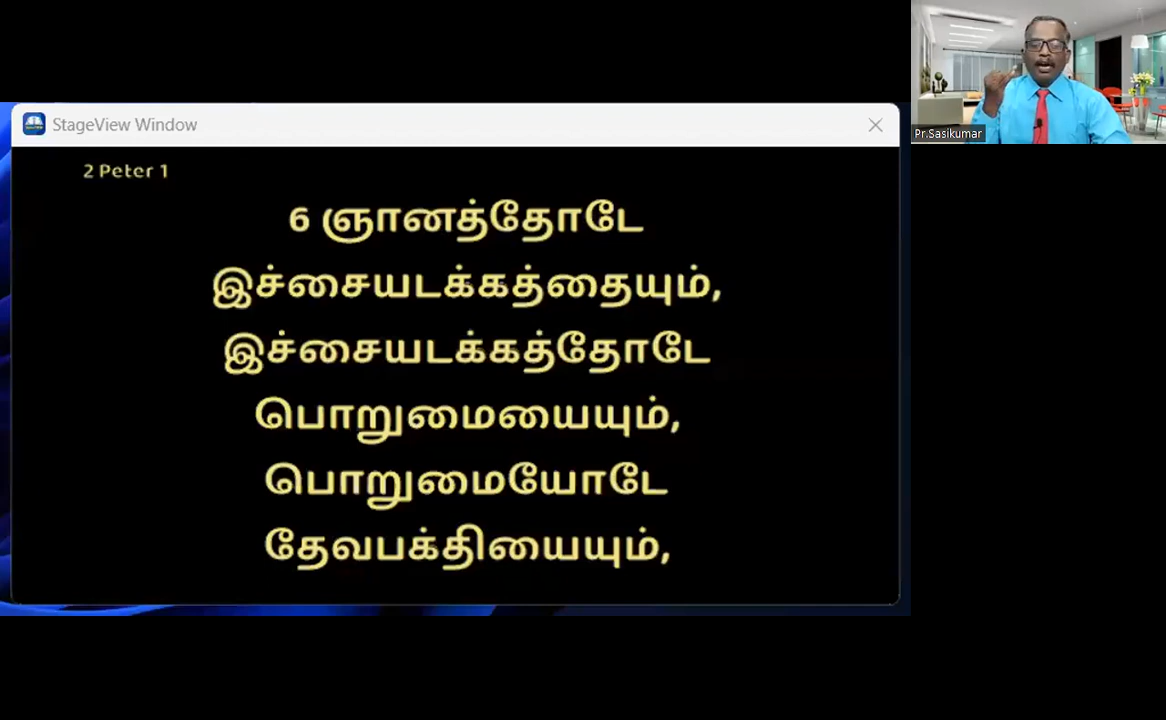 StageView Window
2 Peter 1
6 ஞானத்தோடே
இச்சையடக்கத்தையும்,
இச்சையடக்கத்தோடே
பொறுமையையும்,
பொறுமையோடே
தேவபக்தியையும்,
Pr.Sasikumar